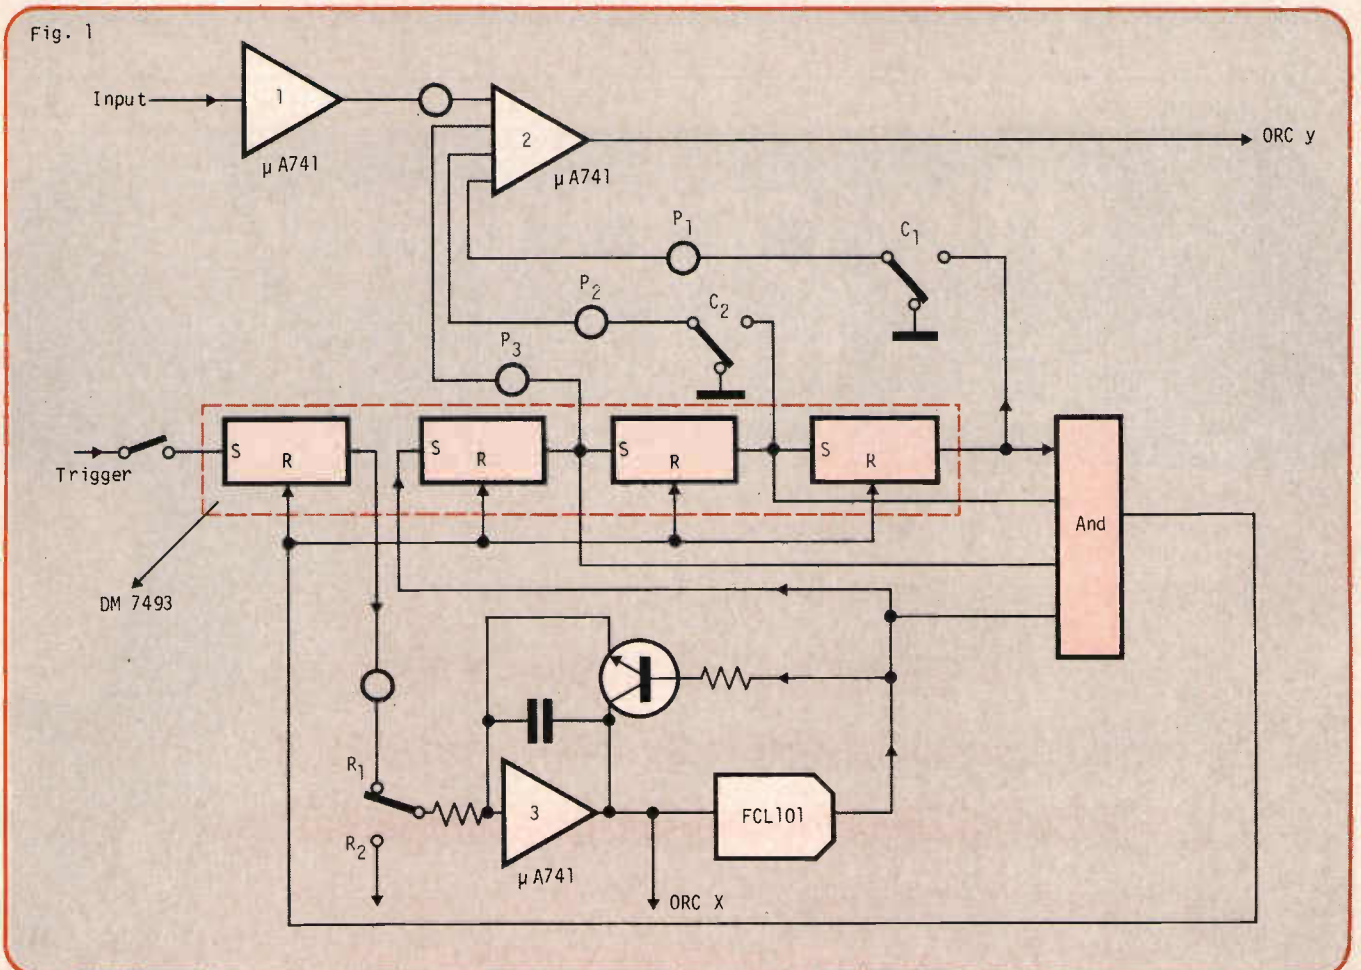 Fig. 1
Input
1
μA741
2
μA741
ORC y
P1
C1
P2
C2
P3
Trigger
S
R
S
R
S
R
S
R
And
DM 7493
R1
R2
3
μA741
FCL101
ORC X